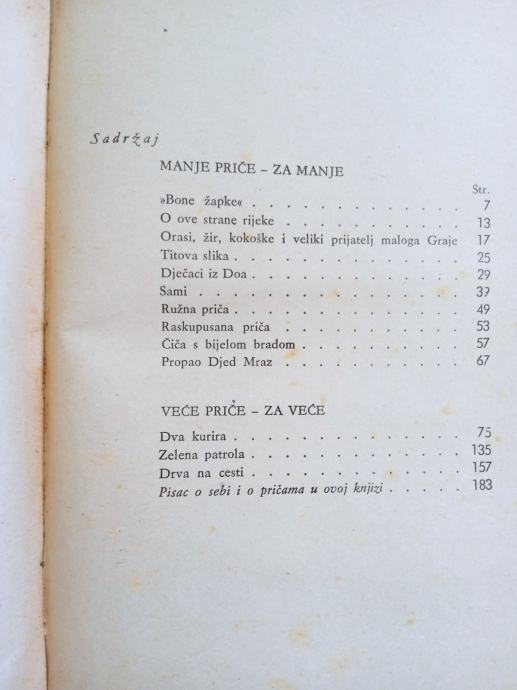 Sadržaj
MANJE PRIČE – ZA MANJE
Str.
»Bone žapke« . . . . . . . . . . . . 7
O ove strane rijeke . . . . . . . . . . 13
Orasi, žir, kokoške i veliki prijatelj maloga Graje 17
Titova slika . . . . . . . . . . . . . 25
Dječaci iz Doa . . . . . . . . . . . . 29
Sami . . . . . . . . . . . . . . . 39
Ružna priča . . . . . . . . . . . . . 49
Raskupusana priča . . . . . . . . . . . 53
Čiča s bijelom bradom . . . . . . . . . . 57
Propao Djed Mraz . . . . . . . . . . . 67
VEĆE PRIČE – ZA VEĆE
Dva kurira . . . . . . . . . . . . . 75
Zelena patrola . . . . . . . . . . . . 135
Drva na cesti . . . . . . . . . . . . 157
Pisac o sebi i o pričama u ovoj knjizi . . . . . 183